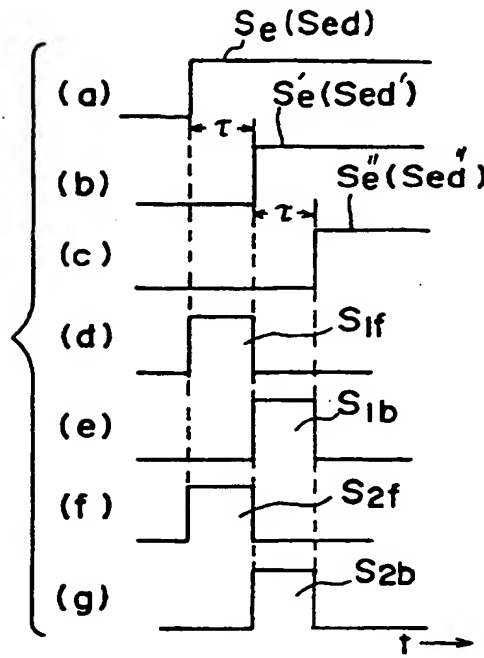 Se(Sed)
(a)
τ
Se'(Sed')
(b)
τ
Se"(Sed")
(c)
(d)
S1f
(e)
S1b
(f)
S2f
(g)
S2b
t